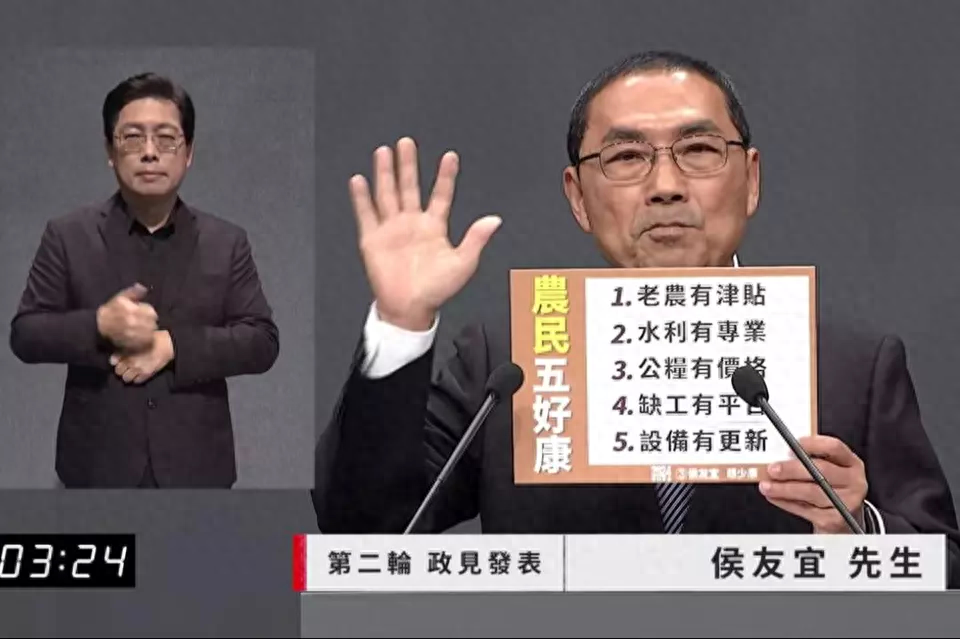 農民五好康
1. 老農有津貼
2. 水利有專業
3. 公糧有價格
4. 缺工有平台
5. 設備有更新
③侯友宜
03:24
第二輪 政見發表
侯友宜 先生